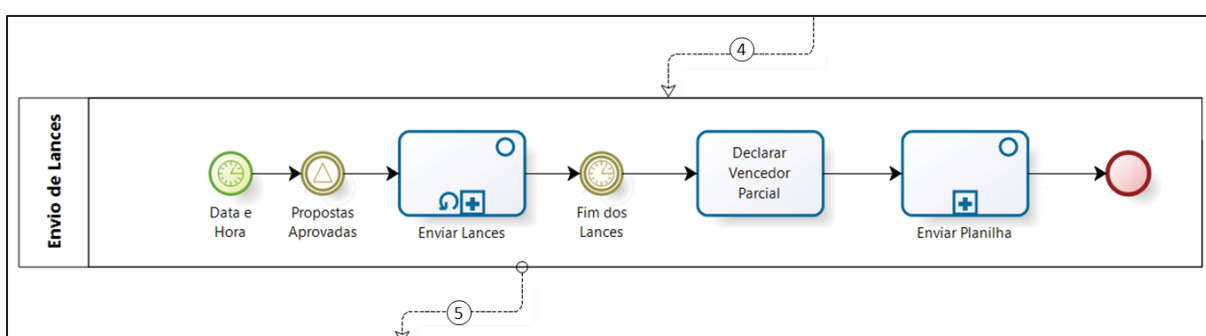 4
Envio de Lances
Data e
Hora
Propostas
Aprovadas
Enviar Lances
Fim dos
Lances
Declarar
Vencedor
Parcial
Enviar Planilha
5